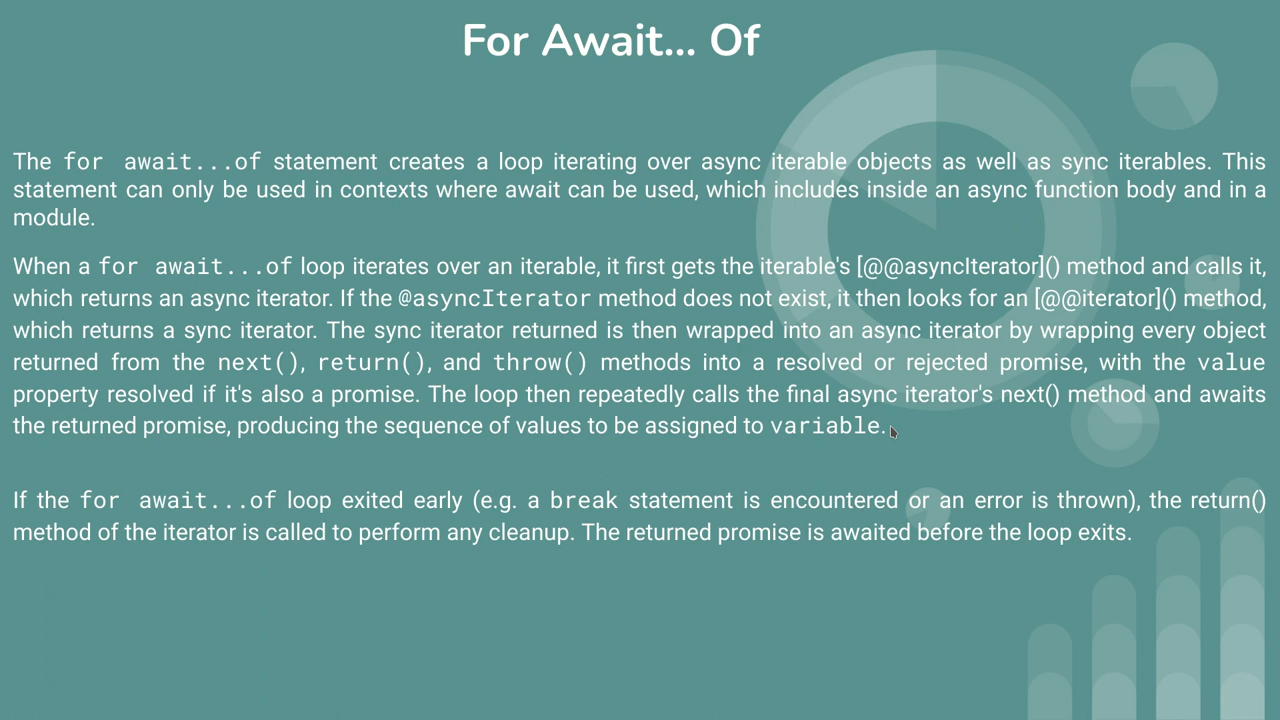 For Await... Of
The for await...of statement creates a loop iterating over async iterable objects as well as sync iterables. This
statement can only be used in contexts where await can be used, which includes inside an async function body and in a
module.
When a for await...of loop iterates over an iterable, it first gets the iterable's [@@asyncIterator]() method and calls it,
which returns an async iterator. If the @asyncIterator method does not exist, it then looks for an [@@iterator]() method,
which returns a sync iterator. The sync iterator returned is then wrapped into an async iterator by wrapping every object
returned from the next(), return(), and throw() methods into a resolved or rejected promise, with the value
property resolved if it's also a promise. The loop then repeatedly calls the final async iterator's next() method and awaits
the returned promise, producing the sequence of values to be assigned to variable.
If the for await...of loop exited early (e.g. a break statement is encountered or an error is thrown), the return()
method of the iterator is called to perform any cleanup. The returned promise is awaited before the loop exits.